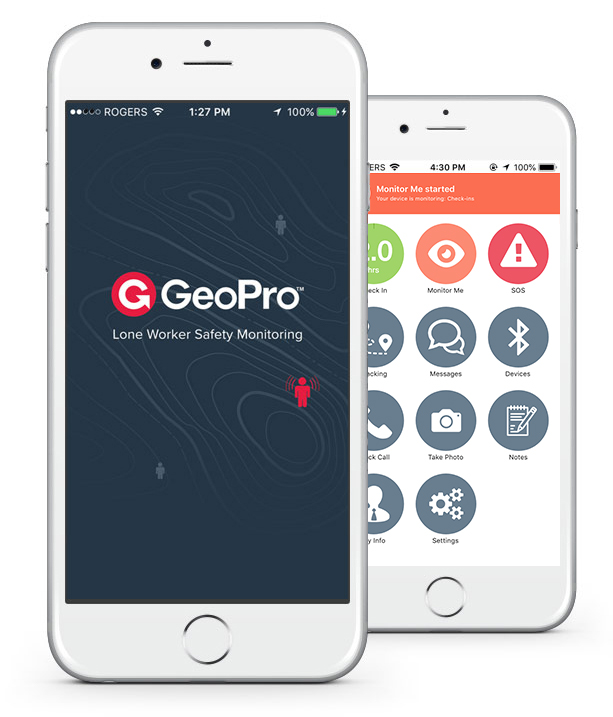 ROGERS 1:27 PM 100%
GeoPro™
Lone Worker Safety Monitoring
ERS 4:30 PM 100%
Monitor Me started
Your device is monitoring: Check-ins
.0
hrs
eck In Monitor Me SOS
cking Messages Devices
ck Call Take Photo Notes
y Info Settings